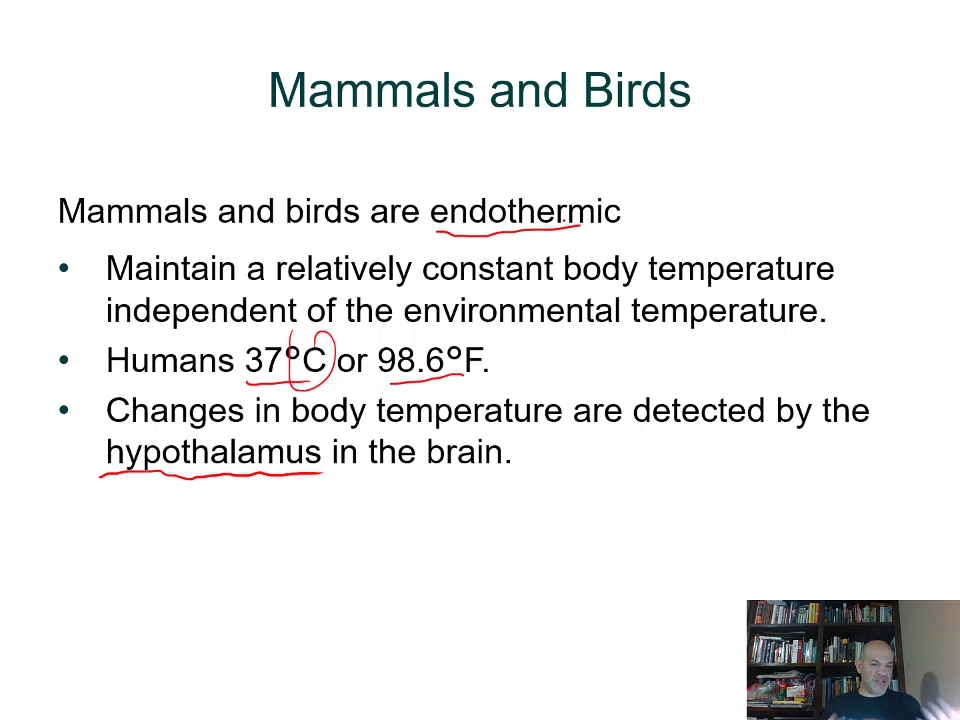 Mammals and Birds
Mammals and birds are endothermic
• Maintain a relatively constant body temperature
independent of the environmental temperature.
• Humans 37°C or 98.6°F.
• Changes in body temperature are detected by the
hypothalamus in the brain.